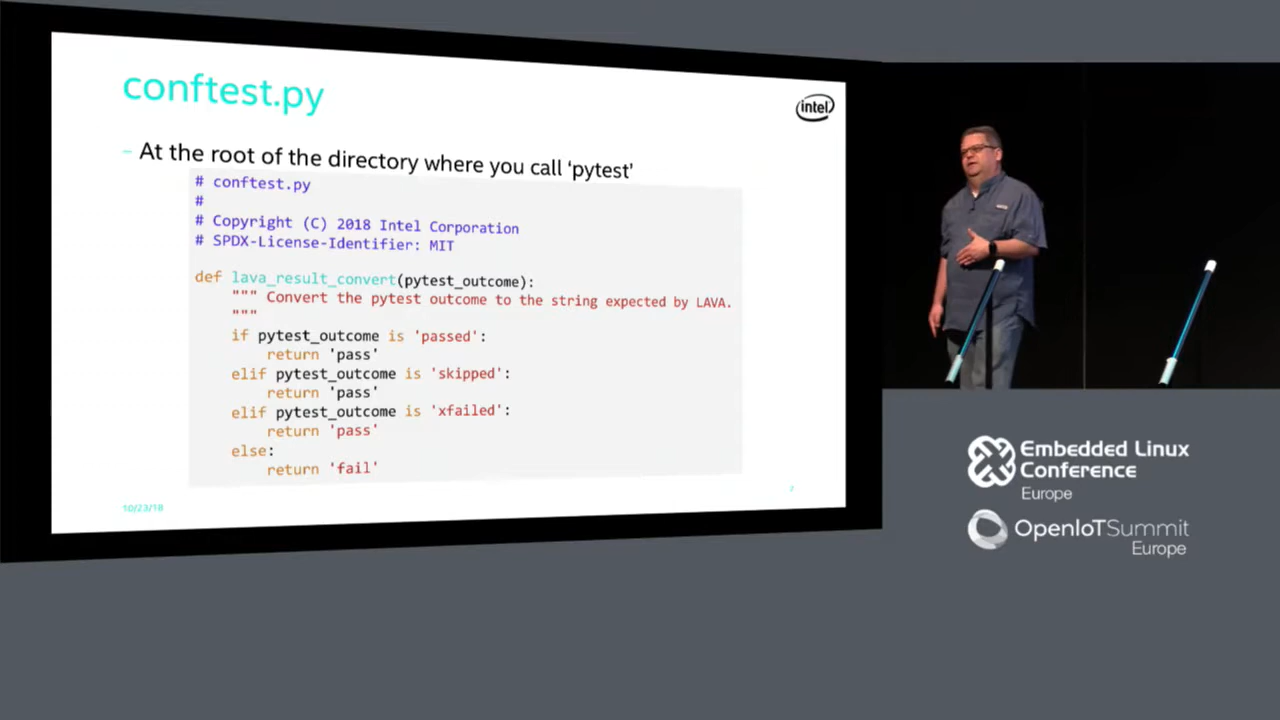 conftest.py
intel
– At the root of the directory where you call ‘pytest’
# conftest.py
#
# Copyright (C) 2018 Intel Corporation
# SPDX-License-Identifier: MIT
def lava_result_convert(pytest_outcome):
""" Convert the pytest outcome to the string expected by LAVA.
"""
if pytest_outcome is 'passed':
return 'pass'
elif pytest_outcome is 'skipped':
return 'pass'
elif pytest_outcome is 'xfailed':
return 'pass'
else:
return 'fail'
7
10/23/18
Embedded Linux
Conference
Europe
OpenIoTSummit
Europe